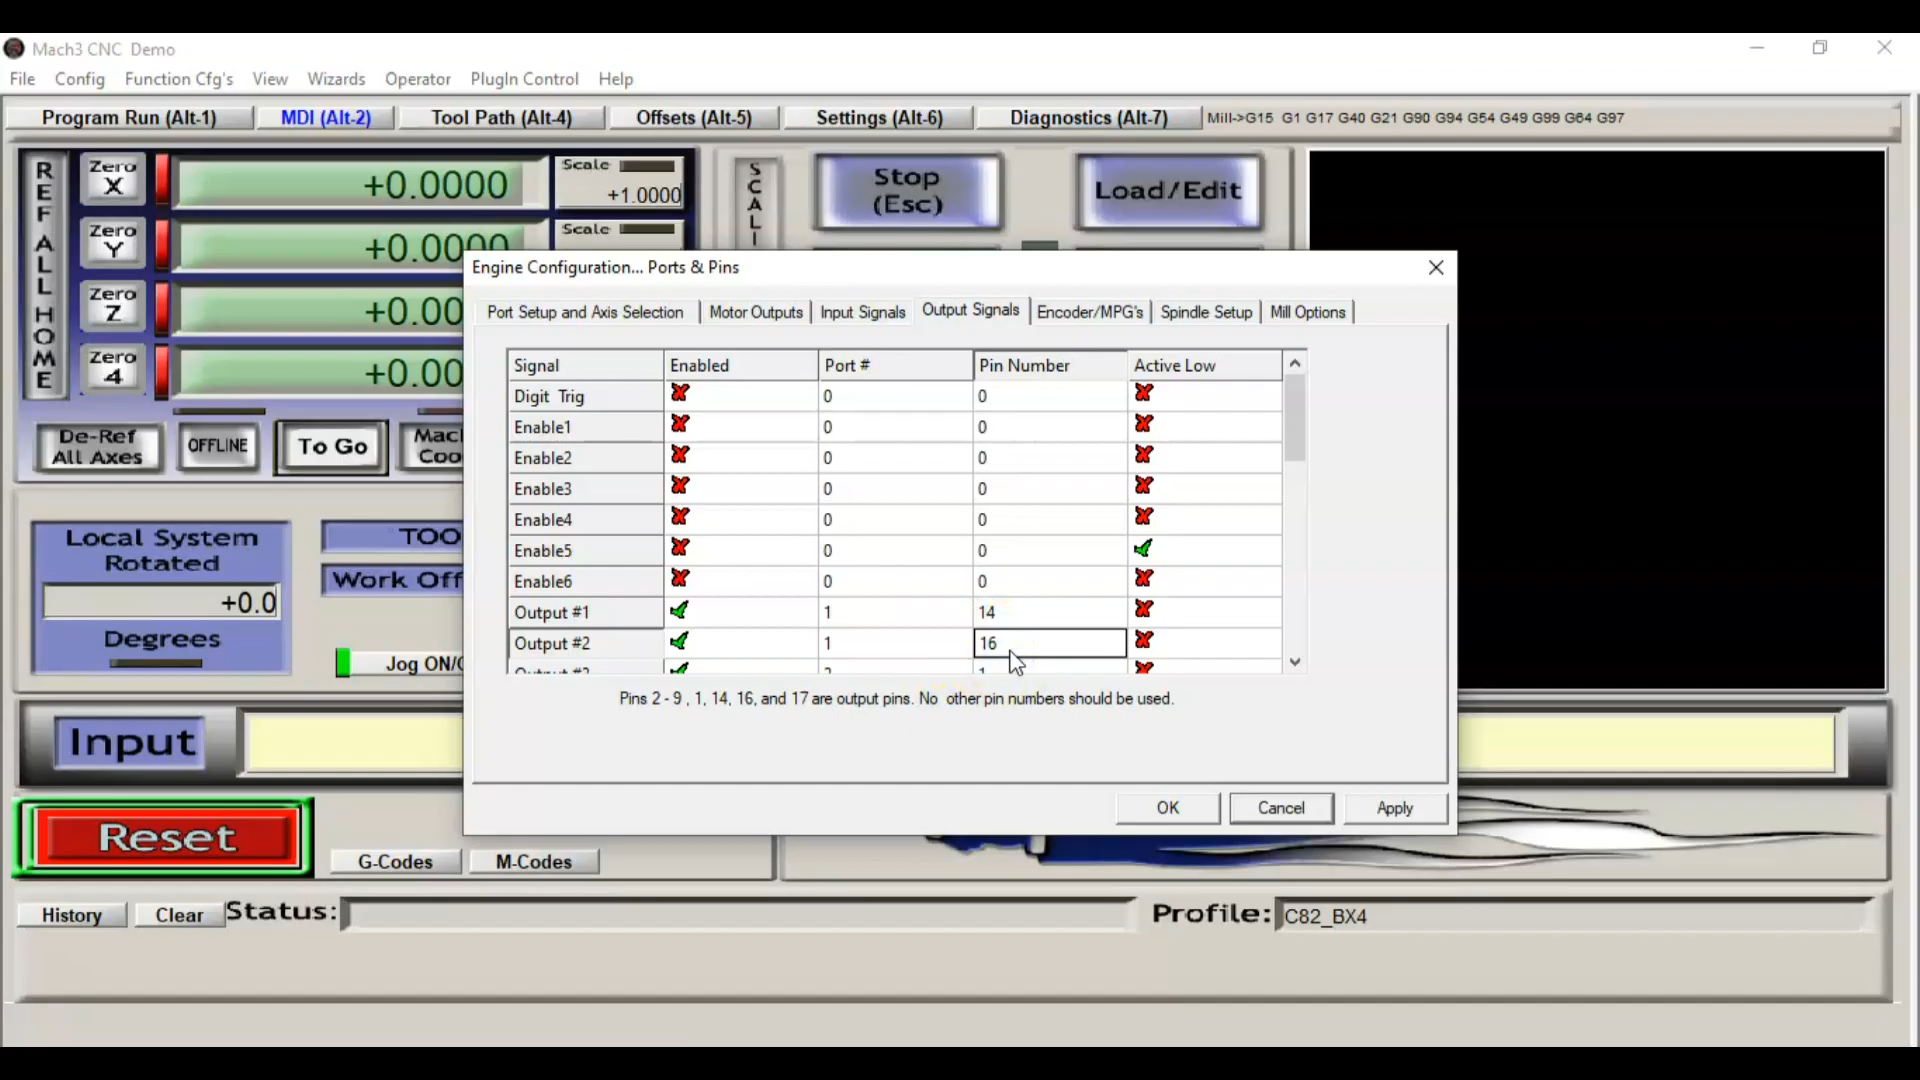 Mach3 CNC  Demo
File Config Function Cfg's View Wizards Operator PlugIn Control Help
Program Run (Alt-1) MDI (Alt-2) Tool Path (Alt-4) Offsets (Alt-5) Settings (Alt-6) Diagnostics (Alt-7) Mill->G15 G1 G17 G40 G21 G90 G94 G54 G49 G99 G64 G97
REF ALL HOME
Zero X +0.0000 Scale +1.0000
Zero Y +0.0000 Scale
Zero Z +0.00
Zero 4 +0.00
SCALI
Stop (Esc)
Load/Edit
De-Ref All Axes OFFLINE To Go Mac Coo
Local System
Rotated
+0.0
Degrees
TOO
Work Off
Jog ON/
Engine Configuration... Ports & Pins
Port Setup and Axis Selection Motor Outputs Input Signals Output Signals Encoder/MPG's Spindle Setup Mill Options
Signal Enabled Port # Pin Number Active Low
Digit Trig 0 0
Enable1 0 0
Enable2 0 0
Enable3 0 0
Enable4 0 0
Enable5 0 0
Enable6 0 0
Output #1 1 14
Output #2 1 16
Pins 2 - 9 , 1, 14, 16, and 17 are output pins. No other pin numbers should be used.
OK Cancel Apply
Input
Reset
G-Codes M-Codes
History Clear Status: Profile: C82_BX4